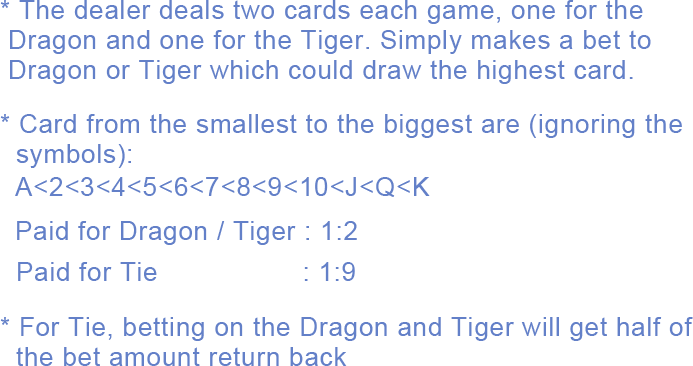 * The dealer deals two cards each game, one for the
Dragon and one for the Tiger. Simply makes a bet to
Dragon or Tiger which could draw the highest card.
* Card from the smallest to the biggest are (ignoring the
symbols):
A<2<3<4<5<6<7<8<9<10<J<Q<K
Paid for Dragon / Tiger : 1:2
Paid for Tie : 1:9
* For Tie, betting on the Dragon and Tiger will get half of
the bet amount return back